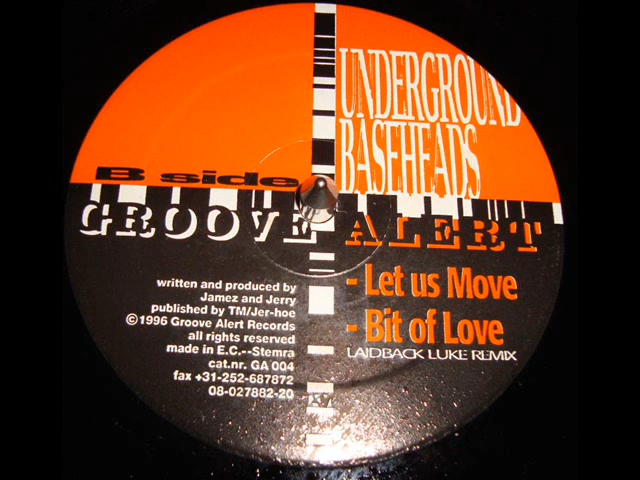 UNDERGROUND
BASEHEADS
B side
GROOVE ALERT
written and produced by
Jamez and Jerry
published by TM/Jer-hoe
©1996 Groove Alert Records
all rights reserved
made in E.C.--Stemra
cat.nr. GA 004
fax +31-252-687872
08-027882-20
- Let us Move
- Bit of Love
LAIDBACK LUKE REMIX